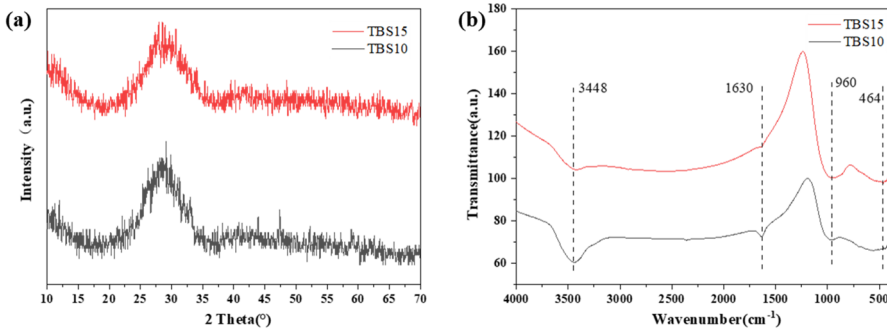 (a)
TBS15
TBS10
Intensity（a.u.)
10 15 20 25 30 35 40 45 50 55 60 65 70
2 Theta(°)
(b)
TBS15
TBS10
180
160
140
120
100
80
60
3448
1630
960
464
Transmittance(a.u.)
4000 3500 3000 2500 2000 1500 1000 500
Wavenumber(cm⁻¹)